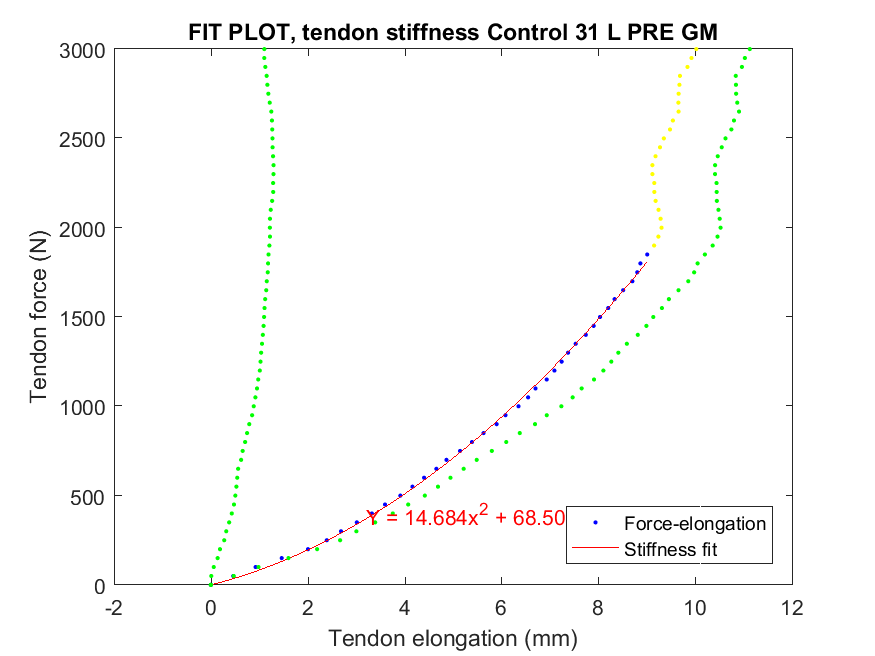 FIT PLOT, tendon stiffness Control 31 L PRE GM
3000
2500
2000
1500
1000
500
0
Tendon force (N)
Y = 14.684x² + 68.50
Force-elongation
Stiffness fit
-2 0 2 4 6 8 10 12
Tendon elongation (mm)